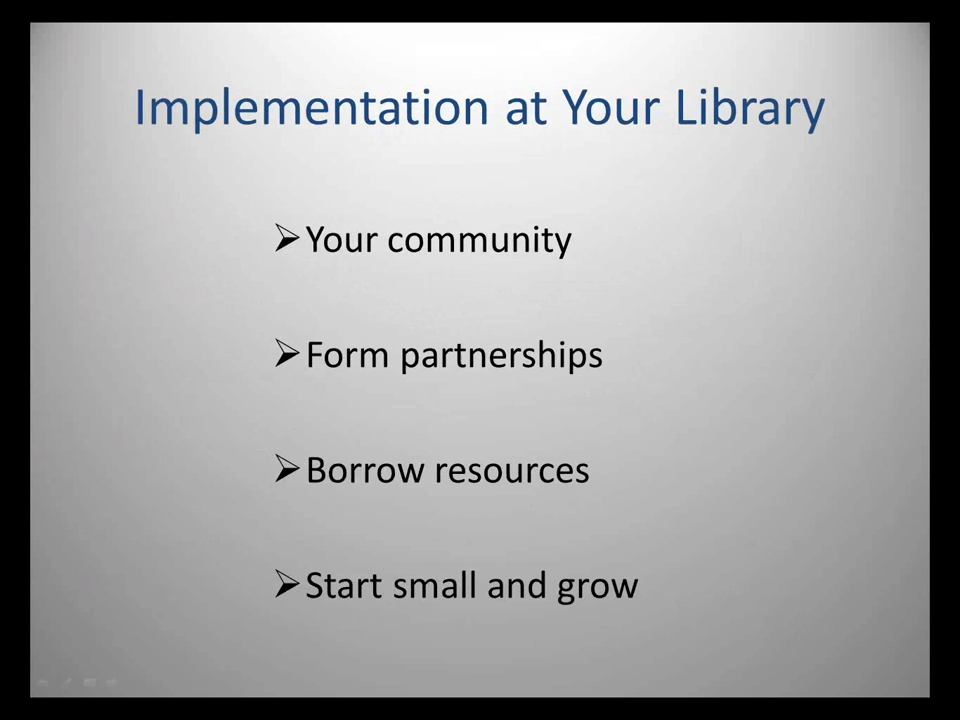 Implementation at Your Library
➢Your community
➢Form partnerships
➢Borrow resources
➢Start small and grow